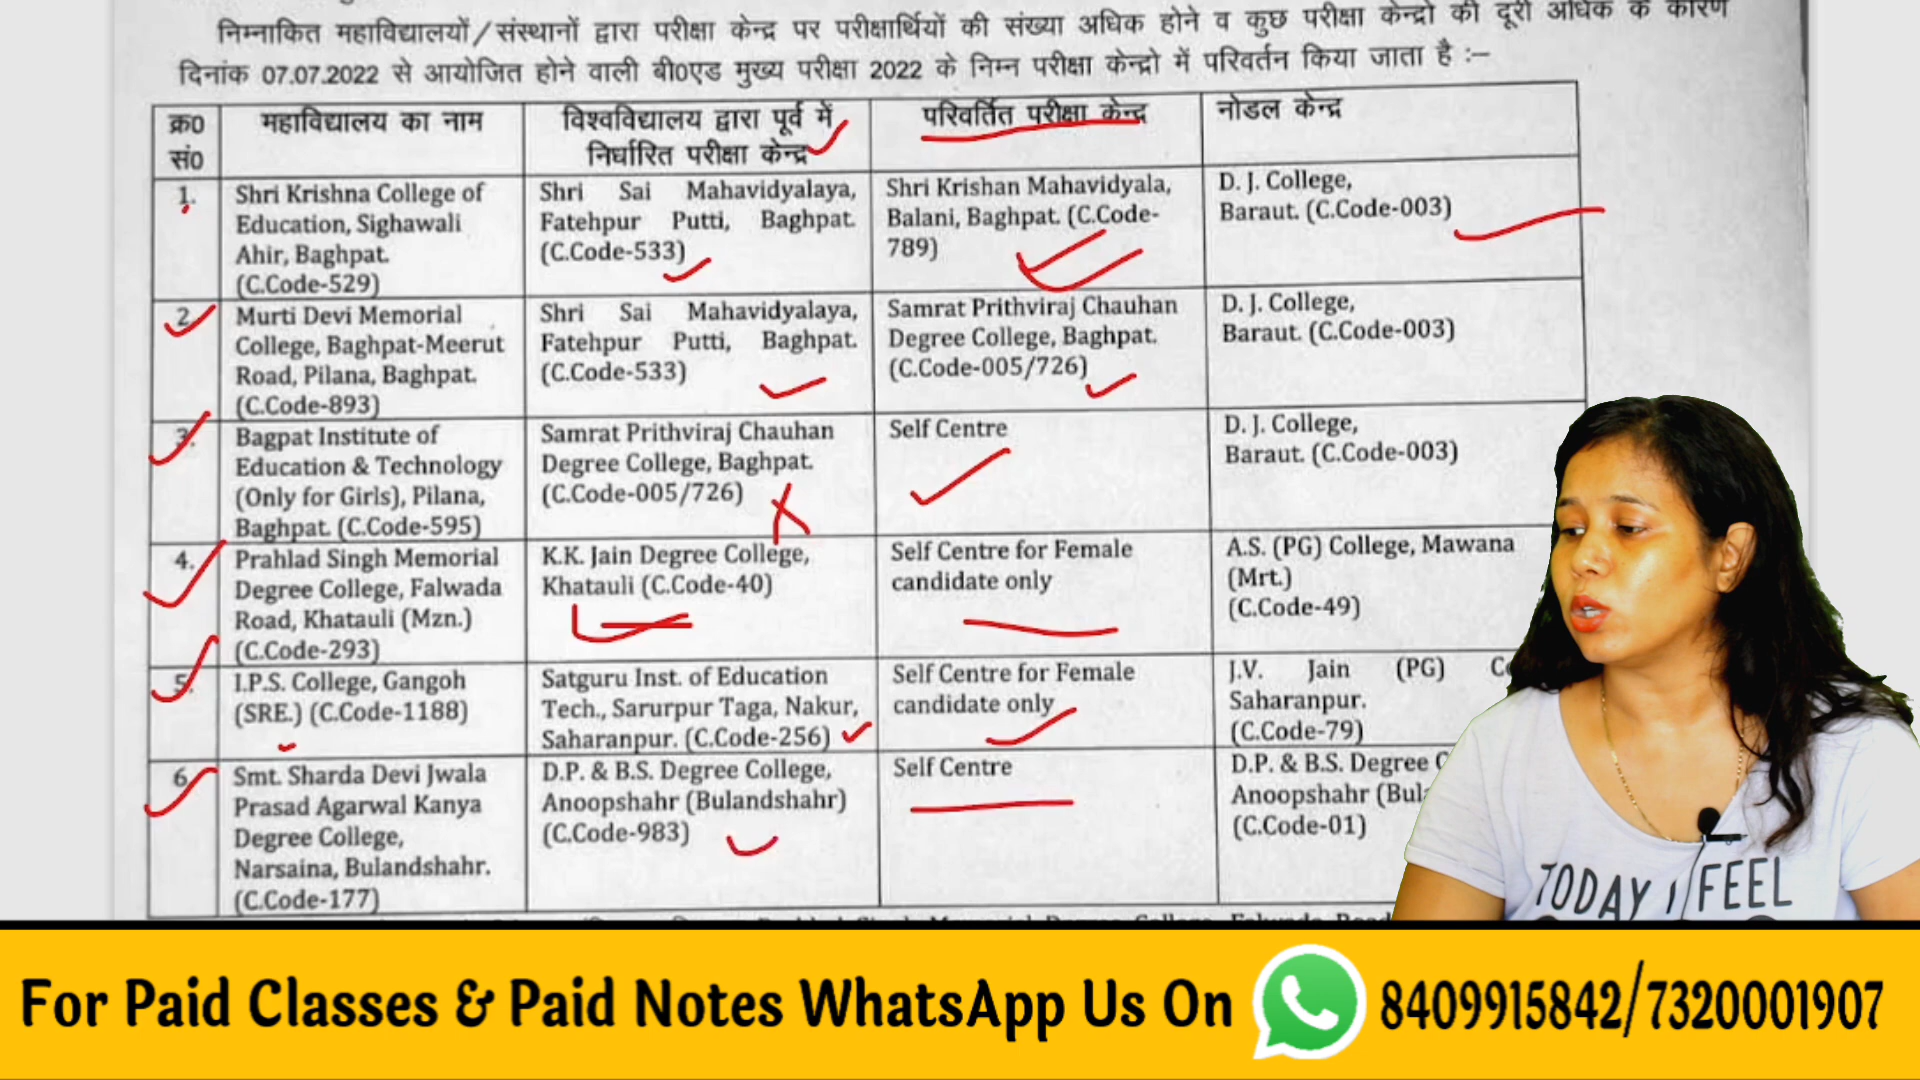 निम्नांकित महाविद्यालयों/संस्थानों द्वारा परीक्षा केन्द्र पर परीक्षार्थियों की संख्या अधिक होने व कुछ परीक्षा केन्द्रो की दूरी अधिक के कारण
दिनांक 07.07.2022 से आयोजित होने वाली बी0एड मुख्य परीक्षा 2022 के निम्न परीक्षा केन्द्रो में परिवर्तन किया जाता है :–
क्र0
सं0
महाविद्यालय का नाम
विश्वविद्यालय द्वारा पूर्व में
निर्धारित परीक्षा केन्द्र
परिवर्तित परीक्षा केन्द्र
नोडल केन्द्र
1.
Shri Krishna College of
Education, Sighawali
Ahir, Baghpat.
(C.Code-529)
Shri Sai Mahavidyalaya,
Fatehpur Putti, Baghpat.
(C.Code-533)
Shri Krishan Mahavidyala,
Balani, Baghpat. (C.Code-
789)
D. J. College,
Baraut. (C.Code-003)
2.
Murti Devi Memorial
College, Baghpat-Meerut
Road, Pilana, Baghpat.
(C.Code-893)
Shri Sai Mahavidyalaya,
Fatehpur Putti, Baghpat.
(C.Code-533)
Samrat Prithviraj Chauhan
Degree College, Baghpat.
(C.Code-005/726)
D. J. College,
Baraut. (C.Code-003)
3.
Bagpat Institute of
Education & Technology
(Only for Girls), Pilana,
Baghpat. (C.Code-595)
Samrat Prithviraj Chauhan
Degree College, Baghpat.
(C.Code-005/726)
Self Centre
D. J. College,
Baraut. (C.Code-003)
4.
Prahlad Singh Memorial
Degree College, Falwada
Road, Khatauli (Mzn.)
(C.Code-293)
K.K. Jain Degree College,
Khatauli (C.Code-40)
Self Centre for Female
candidate only
A.S. (PG) College, Mawana
(Mrt.)
(C.Code-49)
5.
I.P.S. College, Gangoh
(SRE.) (C.Code-1188)
Satguru Inst. of Education
Tech., Sarurpur Taga, Nakur,
Saharanpur. (C.Code-256)
Self Centre for Female
candidate only
J.V. Jain (PG)
Saharanpur.
(C.Code-79)
6.
Smt. Sharda Devi Jwala
Prasad Agarwal Kanya
Degree College,
Narsaina, Bulandshahr.
(C.Code-177)
D.P. & B.S. Degree College,
Anoopshahr (Bulandshahr)
(C.Code-983)
Self Centre
D.P. & B.S. Degree
Anoopshahr
(C.Code-01)
TODAY I FEEL
For Paid Classes & Paid Notes WhatsApp Us On 8409915842/7320001907